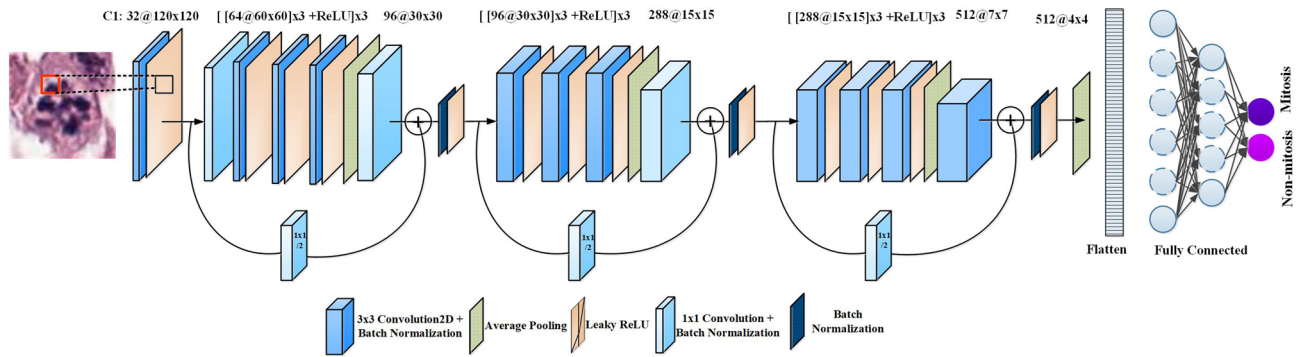 C1: 32@120x120
[ [64@60x60]x3 +ReLU]x3
96@30x30
[ [96@30x30]x3 +ReLU]x3
288@15x15
[ [288@15x15]x3 +ReLU]x3
512@7x7
512@4x4
Mitosis
Non-mitosis
1x1
/2
1x1
/2
1x1
/2
Flatten
Fully Connected
3x3 Convolution2D +
Batch Normalization
Average Pooling
Leaky ReLU
1x1 Convolution +
Batch Normalization
Batch
Normalization